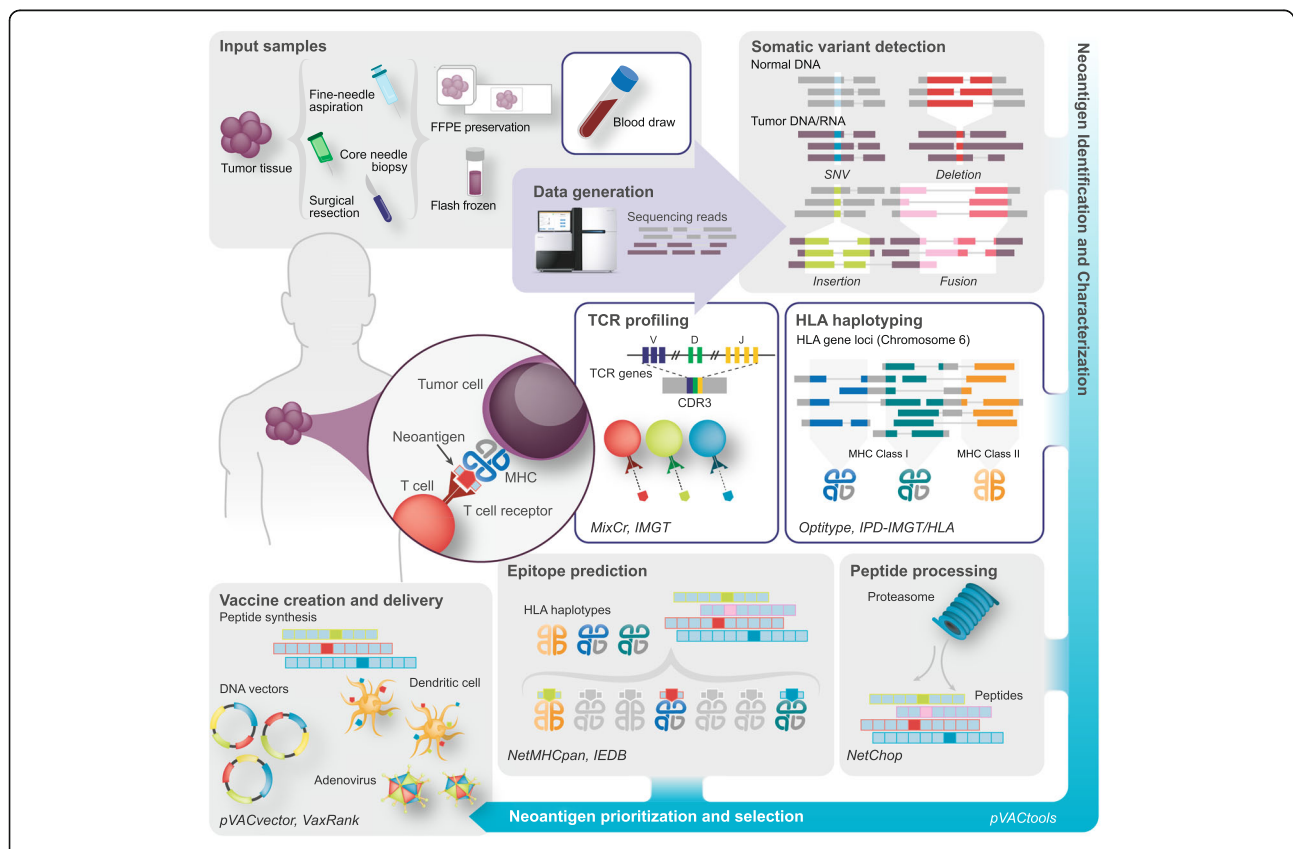 Input samples
Fine-needle
aspiration
Tumor tissue
Core needle
biopsy
Surgical
resection
FFPE preservation
Flash frozen
Blood draw
Data generation
Sequencing reads
Somatic variant detection
Normal DNA
Tumor DNA/RNA
SNV
Deletion
Insertion
Fusion
Neoantigen Identification and Characterization
Tumor cell
Neoantigen
MHC
T cell
T cell receptor
TCR profiling
V D J
TCR genes
CDR3
MixCr, IMGT
HLA haplotyping
HLA gene loci (Chromosome 6)
MHC Class I
MHC Class II
Optitype, IPD-IMGT/HLA
Epitope prediction
HLA haplotypes
NetMHCpan, IEDB
Peptide processing
Proteasome
Peptides
NetChop
Vaccine creation and delivery
Peptide synthesis
DNA vectors
Dendritic cell
Adenovirus
pVACvector, VaxRank
Neoantigen prioritization and selection
pVACtools